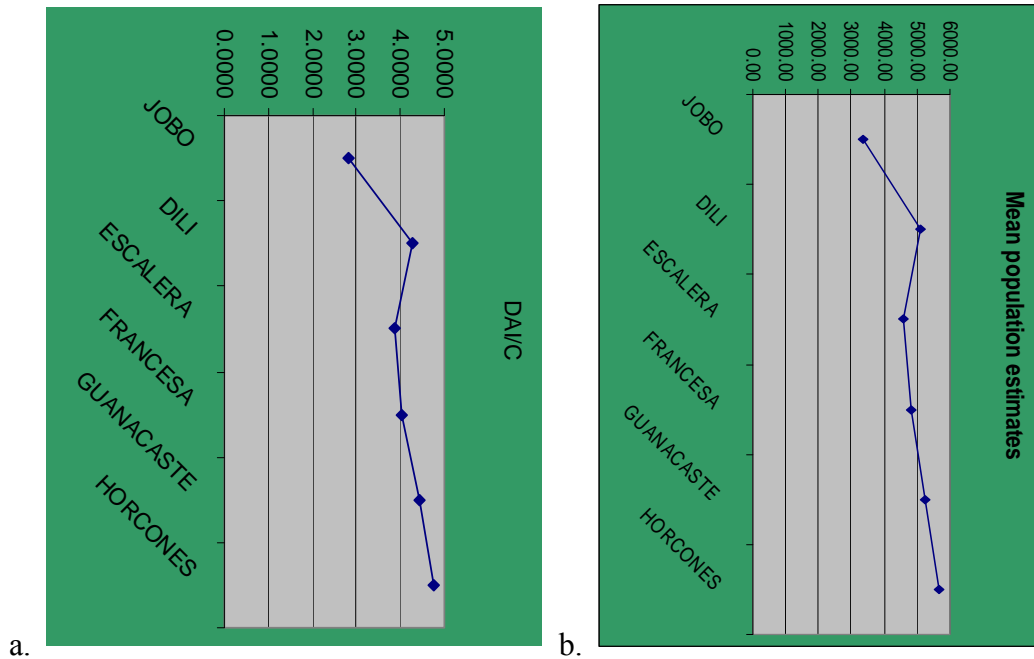 DAI/C
5.0000
4.0000
3.0000
2.0000
1.0000
0.0000
JOBO
DILI
ESCALERA
FRANCESA
GUANACASTE
HORCONES
a.
Mean population estimates
6000.00
5000.00
4000.00
3000.00
2000.00
1000.00
0.00
JOBO
DILI
ESCALERA
FRANCESA
GUANACASTE
HORCONES
b.